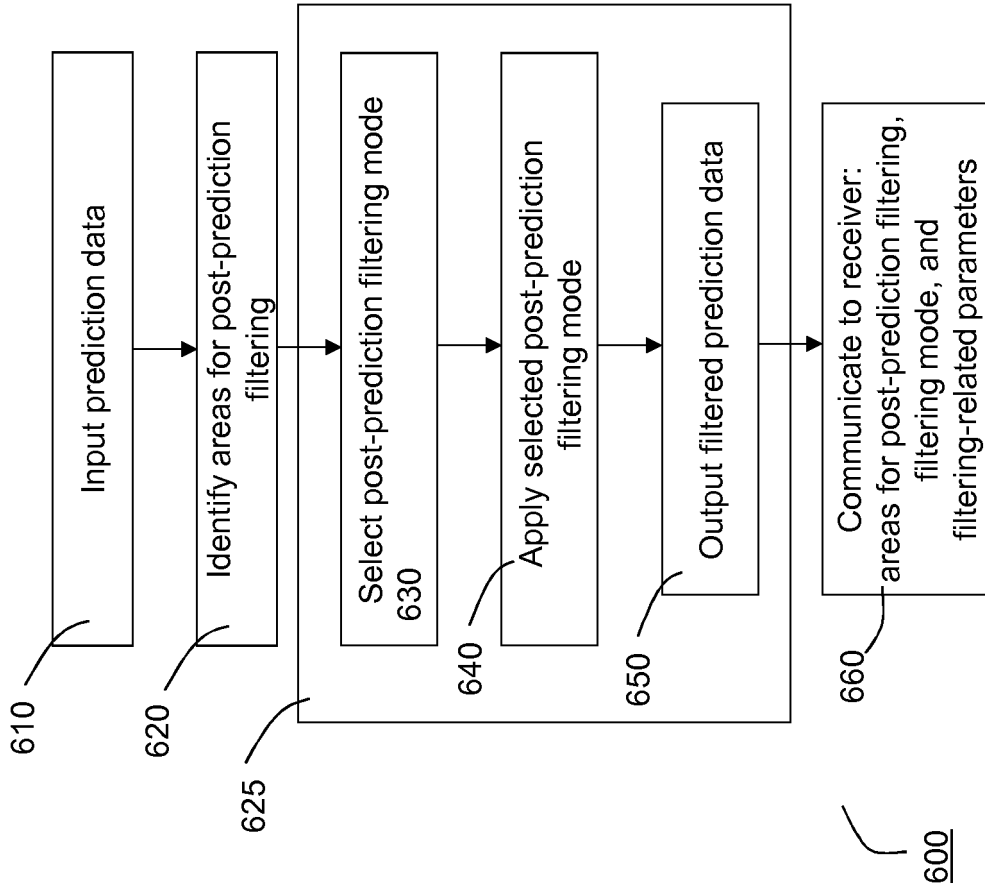 610
Input prediction data
620
Identify areas for post-prediction
filtering
625
Select post-prediction filtering mode
630
640
Apply selected post-prediction
filtering mode
650
Output filtered prediction data
660
Communicate to receiver:
areas for post-prediction filtering,
filtering mode, and
filtering-related parameters
600